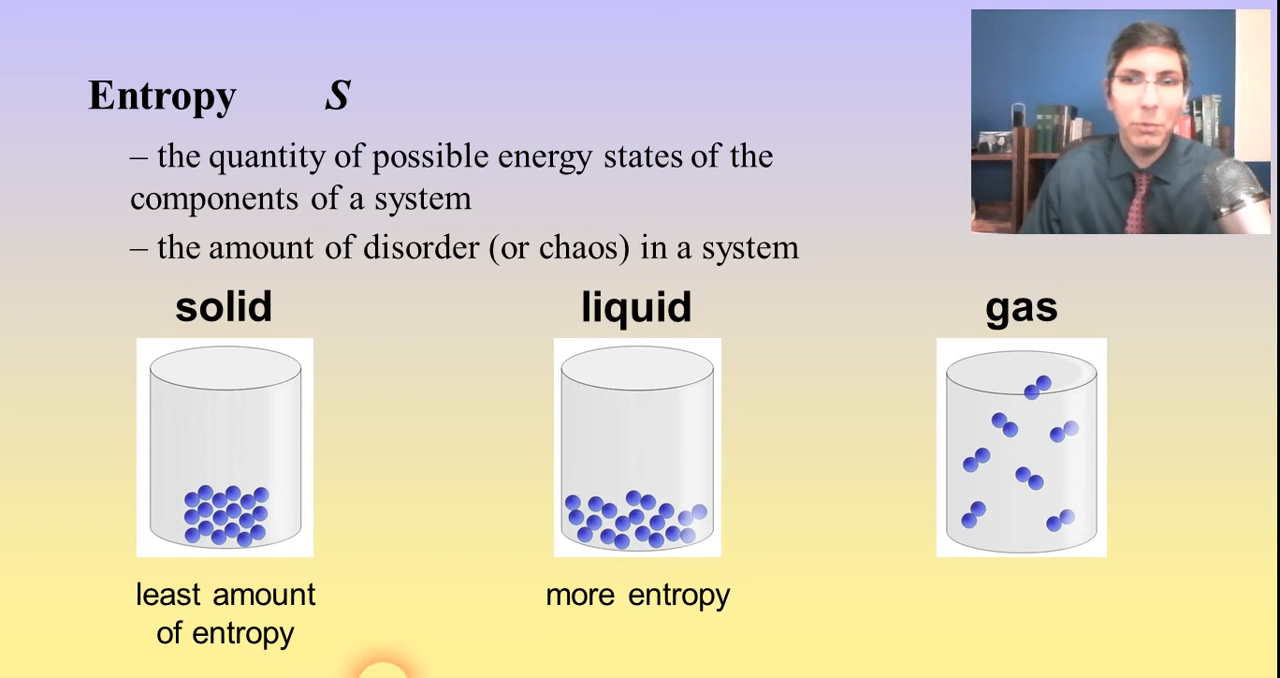 Entropy S
– the quantity of possible energy states of the
components of a system
– the amount of disorder (or chaos) in a system
solid liquid gas
least amount more entropy
of entropy